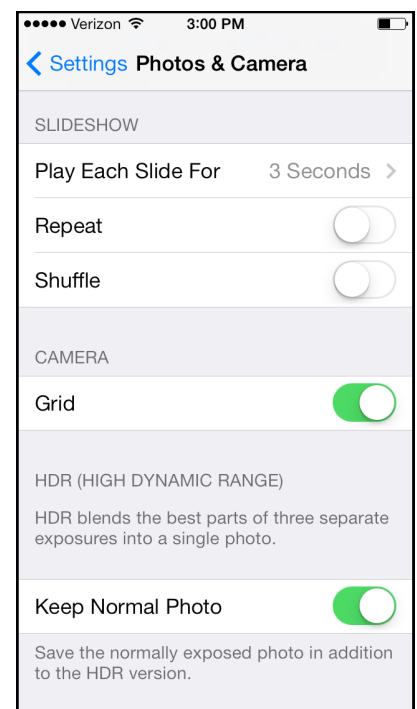 Verizon 3:00 PM
Settings Photos & Camera
SLIDESHOW
Play Each Slide For 3 Seconds
Repeat
Shuffle
CAMERA
Grid
HDR (HIGH DYNAMIC RANGE)
HDR blends the best parts of three separate
exposures into a single photo.
Keep Normal Photo
Save the normally exposed photo in addition
to the HDR version.